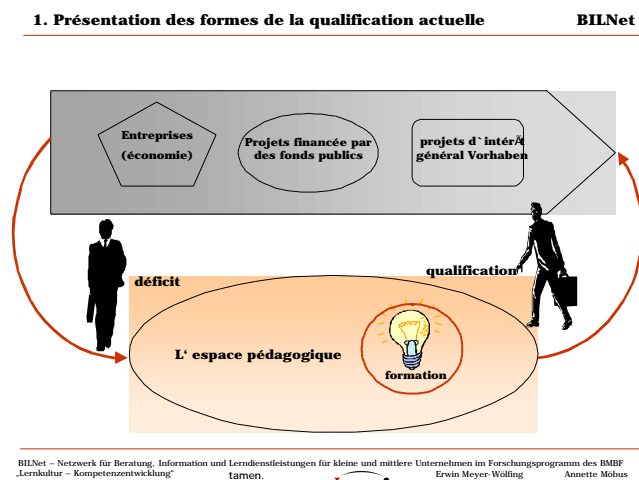 1. Présentation des formes de la qualification actuelle BILNet
Entreprises
(économie)
Projets financée par
des fonds publics
projets d`intérÃt
général Vorhaben
déficit
qualification
L‘ espace pédagogique
formation
BILNet – Netzwerk für Beratung, Information und Lerndienstleistungen für kleine und mittlere Unternehmen im Forschungsprogramm des BMBF
„Lernkultur – Kompetenzentwicklung“
tamen.
Erwin Meyer-Wölfing Annette Möbus